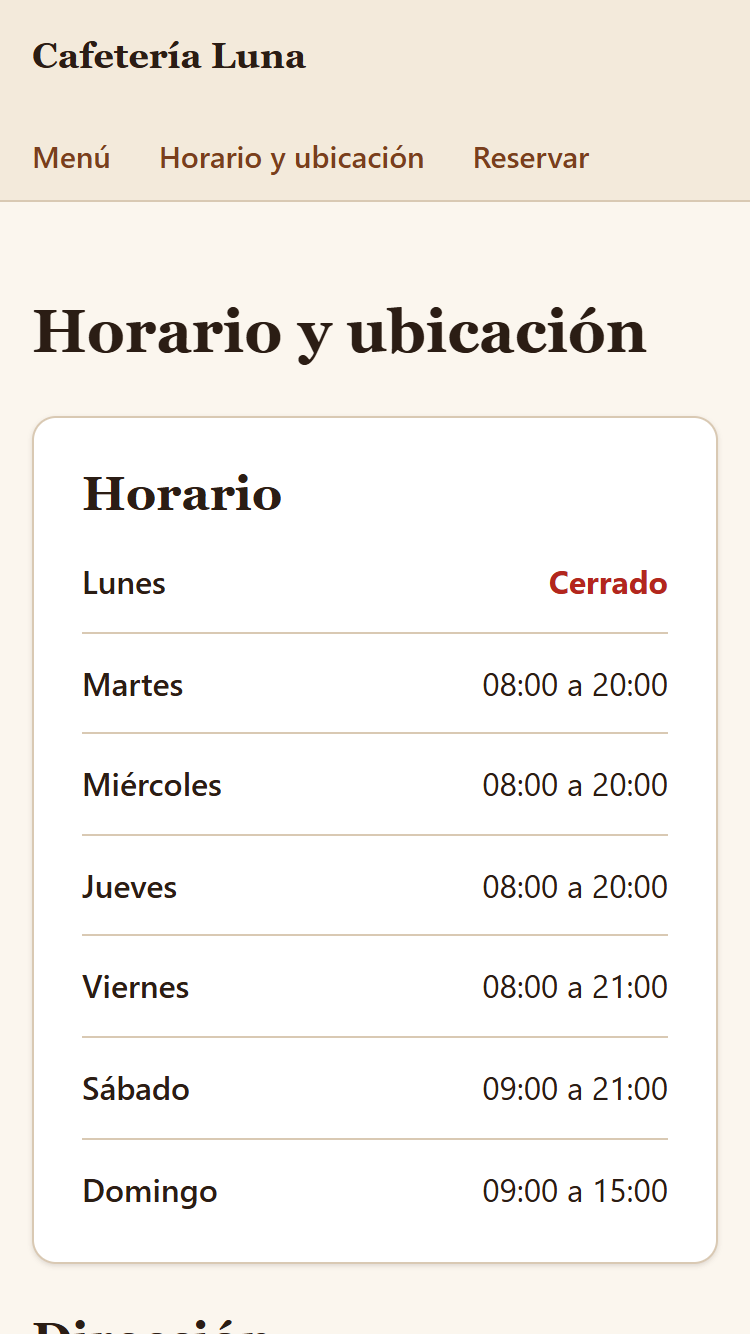 Cafetería Luna
Menú Horario y ubicación Reservar
Horario y ubicación
Horario
Lunes Cerrado
Martes 08:00 a 20:00
Miércoles 08:00 a 20:00
Jueves 08:00 a 20:00
Viernes 08:00 a 21:00
Sábado 09:00 a 21:00
Domingo 09:00 a 15:00
Dirección